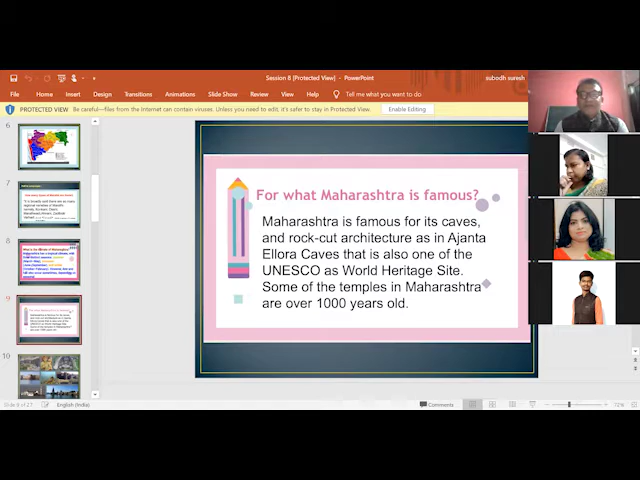 Session 8 (Protected View) - PowerPoint
subodh suresh
File Home Insert Design Transitions Animations Slide Show Review View Help Tell me what you want to do
PROTECTED VIEW Be careful—files from the Internet can contain viruses. Unless you need to edit, it's safer to stay in Protected View. Enable Editing
6
7
8
9
10
For what Maharashtra is famous?
Maharashtra is famous for its caves,
and rock-cut architecture as in Ajanta
Ellora Caves that is also one of the
UNESCO as World Heritage Site.
Some of the temples in Maharashtra
are over 1000 years old.
English (India)
Comments
72%